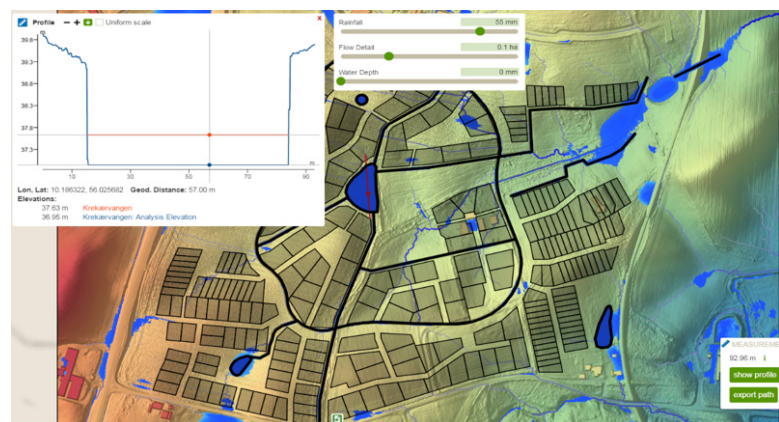 Profile − + Uniform scale x
m
39.8
39.3
38.8
38.3
37.8
37.3
m
10 30 50 70 90
Lon, Lat: 10.186322, 56.025682 Geod. Distance: 57.00 m
Elevations:
37.63 m Krekærvangen
36.95 m Krekærvangen: Analysis Elevation
Rainfall 55 mm
Flow Detail 0.1 ha
Water Depth 0 mm
MEASUREME
92.96 m i
show profile
export path